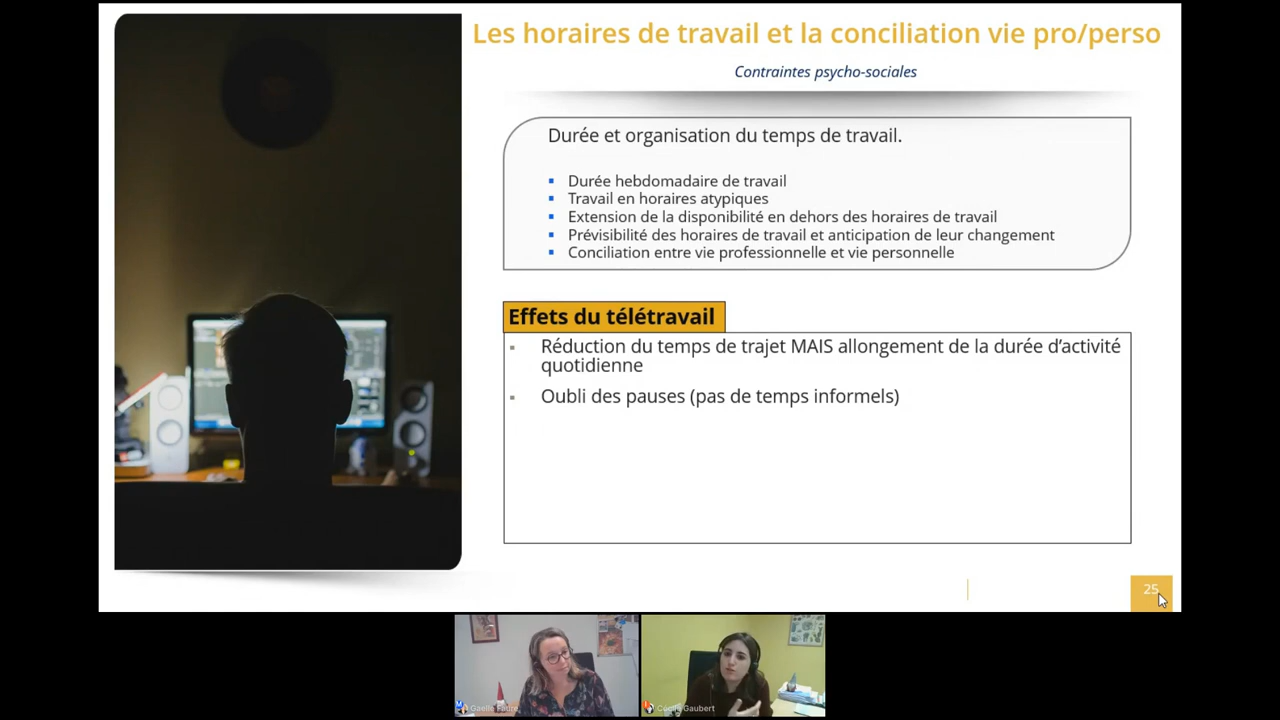 Les horaires de travail et la conciliation vie pro/perso
Contraintes psycho-sociales
Durée et organisation du temps de travail.
Durée hebdomadaire de travail
Travail en horaires atypiques
Extension de la disponibilité en dehors des horaires de travail
Prévisibilité des horaires de travail et anticipation de leur changement
Conciliation entre vie professionnelle et vie personnelle
Effets du télétravail
Réduction du temps de trajet MAIS allongement de la durée d’activité
quotidienne
Oubli des pauses (pas de temps informels)
25
Gaubert